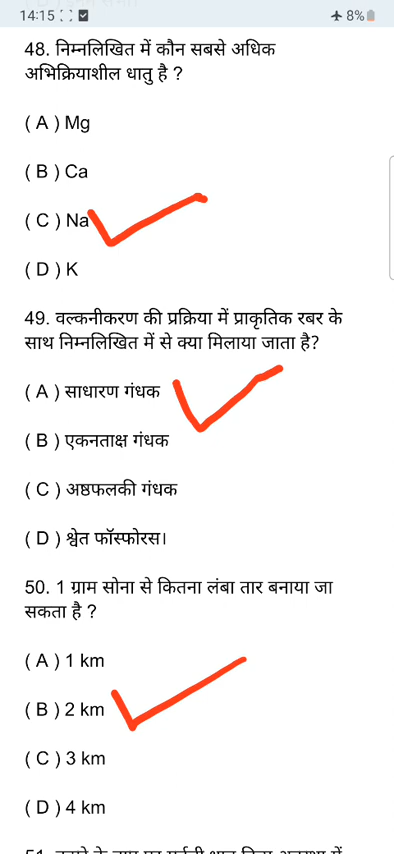 14:15
8%
48. निम्नलिखित में कौन सबसे अधिक
अभिक्रियाशील धातु है ?
( A ) Mg
( B ) Ca
( C ) Na
( D ) K
49. वल्कनीकरण की प्रक्रिया में प्राकृतिक रबर के
साथ निम्नलिखित में से क्या मिलाया जाता है?
( A ) साधारण गंधक
( B ) एकनताक्ष गंधक
( C ) अष्ठफलकी गंधक
( D ) श्वेत फॉस्फोरस।
50. 1 ग्राम सोना से कितना लंबा तार बनाया जा
सकता है ?
( A ) 1 km
( B ) 2 km
( C ) 3 km
( D ) 4 km